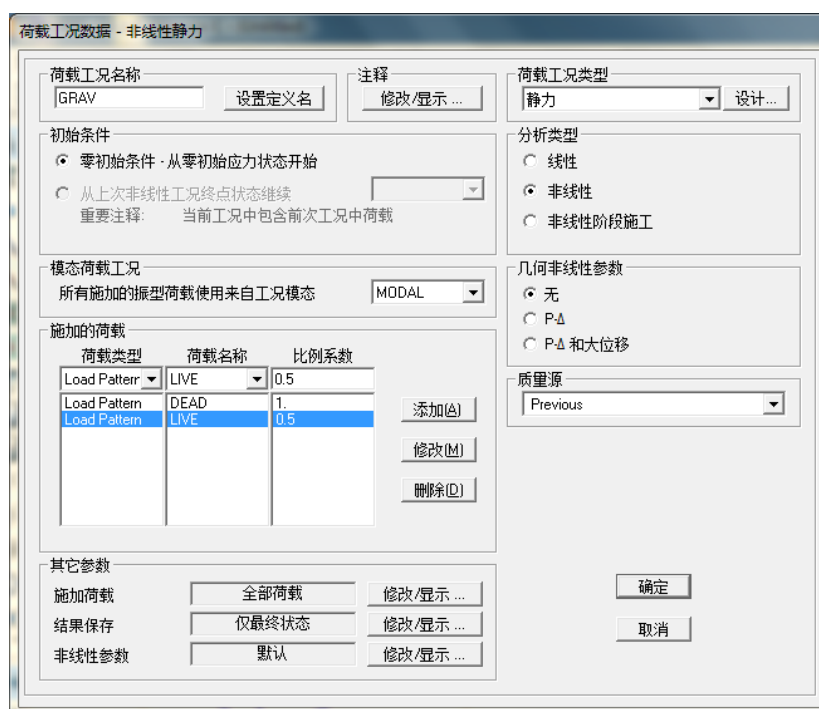 荷载工况数据 - 非线性静力
荷载工况名称
GRAV
设置定义名
注释
修改/显示 ...
荷载工况类型
静力
设计...
初始条件
零初始条件 - 从零初始应力状态开始
从上次非线性工况终点状态继续
重要注释: 当前工况中包含前次工况中荷载
分析类型
线性
非线性
非线性阶段施工
模态荷载工况
所有施加的振型荷载使用来自工况模态
MODAL
几何非线性参数
无
P-Δ
P-Δ 和大位移
施加的荷载
荷载类型 荷载名称 比例系数
Load Pattern LIVE 0.5
Load Pattern DEAD 1.
Load Pattern LIVE 0.5
添加(A)
修改(M)
删除(D)
质量源
Previous
其它参数
施加荷载 全部荷载 修改/显示 ...
结果保存 仅最终状态 修改/显示 ...
非线性参数 默认 修改/显示 ...
确定
取消